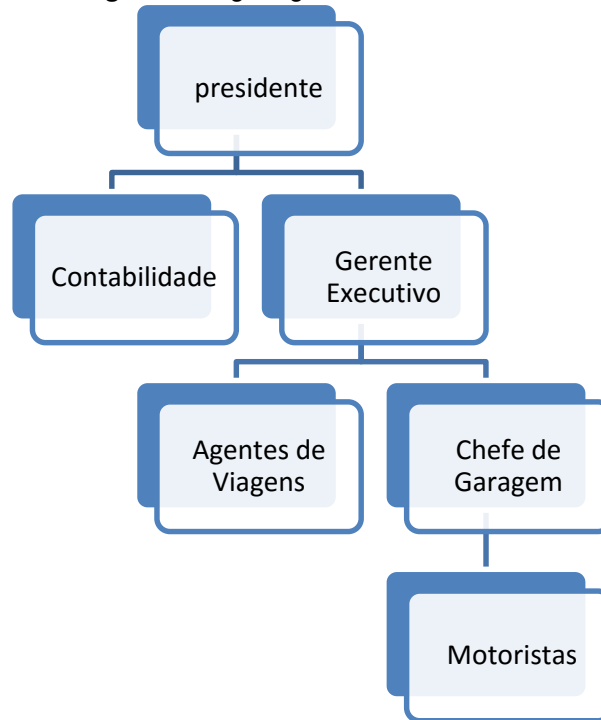 presidente
Contabilidade
Gerente
Executivo
Agentes de
Viagens
Chefe de
Garagem
Motoristas